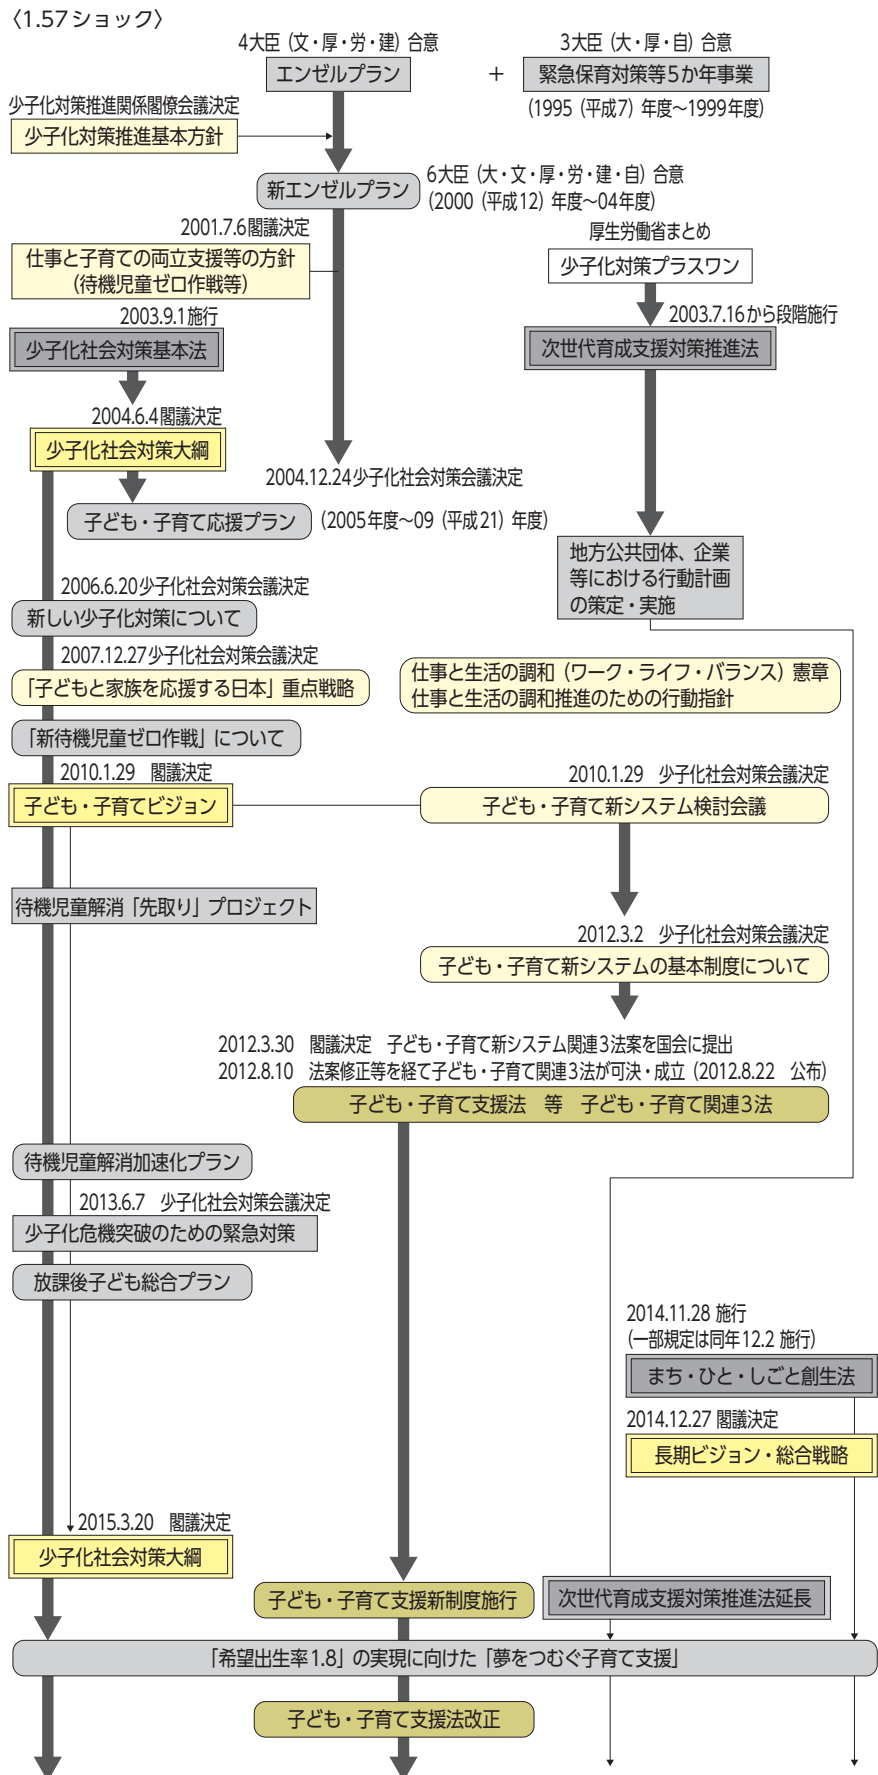 〈1.57ショック〉
4大臣（文・厚・労・建）合意
3大臣（大・厚・自）合意
エンゼルプラン
＋
緊急保育対策等5か年事業
（1995（平成7）年度～1999年度）
少子化対策推進関係閣僚会議決定
少子化対策推進基本方針
新エンゼルプラン
6大臣（大・文・厚・労・建・自）合意
（2000（平成12）年度～04年度）
2001.7.6閣議決定
仕事と子育ての両立支援等の方針
（待機児童ゼロ作戦等）
厚生労働省まとめ
少子化対策プラスワン
2003.9.1施行
少子化社会対策基本法
2003.7.16から段階施行
次世代育成支援対策推進法
2004.6.4閣議決定
少子化社会対策大綱
2004.12.24少子化社会対策会議決定
子ども・子育て応援プラン
（2005年度～09（平成21）年度）
地方公共団体、企業
等における行動計画
の策定・実施
2006.6.20少子化社会対策会議決定
新しい少子化対策について
2007.12.27少子化社会対策会議決定
「子どもと家族を応援する日本」重点戦略
仕事と生活の調和（ワーク・ライフ・バランス）憲章
仕事と生活の調和推進のための行動指針
「新待機児童ゼロ作戦」について
2010.1.29　閣議決定
子ども・子育てビジョン
2010.1.29　少子化社会対策会議決定
子ども・子育て新システム検討会議
待機児童解消「先取り」プロジェクト
2012.3.2　少子化社会対策会議決定
子ども・子育て新システムの基本制度について
2012.3.30　閣議決定　子ども・子育て新システム関連3法案を国会に提出
2012.8.10　法案修正等を経て子ども・子育て関連3法が可決・成立（2012.8.22　公布）
子ども・子育て支援法　等　子ども・子育て関連3法
待機児童解消加速化プラン
2013.6.7　少子化社会対策会議決定
少子化危機突破のための緊急対策
放課後子ども総合プラン
2014.11.28 施行
（一部規定は同年12.2 施行）
まち・ひと・しごと創生法
2014.12.27 閣議決定
長期ビジョン・総合戦略
2015.3.20　閣議決定
少子化社会対策大綱
子ども・子育て支援新制度施行
次世代育成支援対策推進法延長
「希望出生率1.8」の実現に向けた「夢をつむぐ子育て支援」
子ども・子育て支援法改正